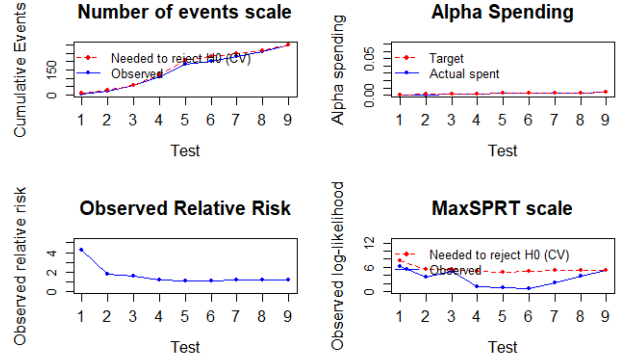 Number of events scale
Cumulative Events
0 150
Needed to reject H0 (CV)
Observed
1 2 3 4 5 6 7 8 9
Test
Alpha Spending
Alpha spending
0.00 0.05
Target
Actual spent
1 2 3 4 5 6 7 8 9
Test
Observed Relative Risk
Observed relative risk
0 2 4
1 2 3 4 5 6 7 8 9
Test
MaxSPRT scale
Observed log-likelihood
0 6 12
Needed to reject H0 (CV)
Observed
1 2 3 4 5 6 7 8 9
Test